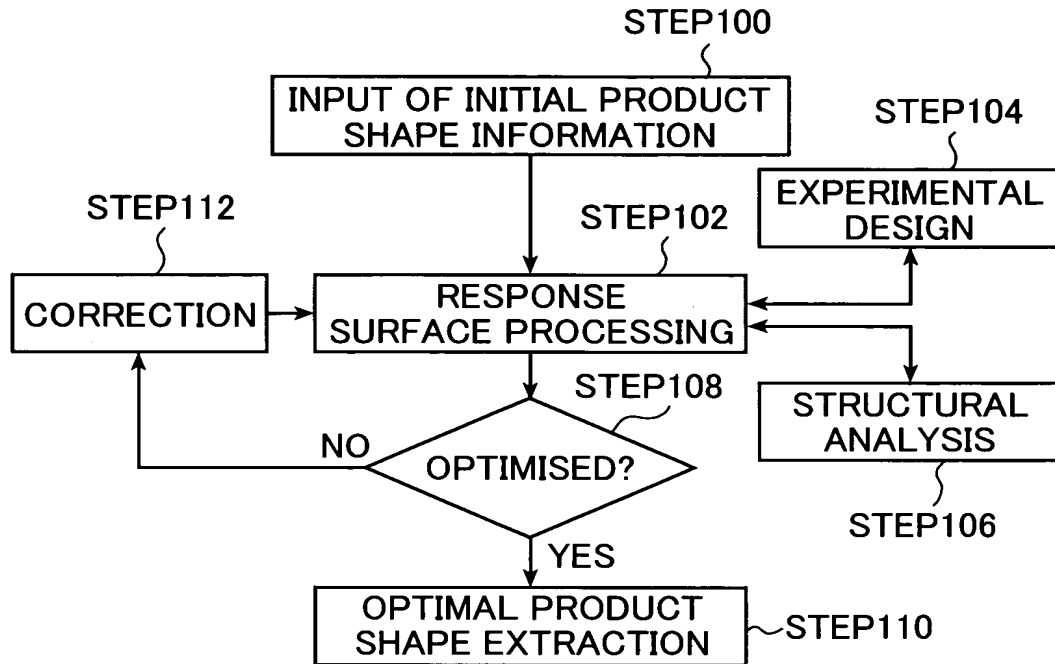 STEP100
INPUT OF INITIAL PRODUCT
SHAPE INFORMATION
STEP104
EXPERIMENTAL
DESIGN
STEP112
CORRECTION
STEP102
RESPONSE
SURFACE PROCESSING
STEP108
OPTIMISED?
NO
YES
STRUCTURAL
ANALYSIS
STEP106
OPTIMAL PRODUCT
SHAPE EXTRACTION
STEP110